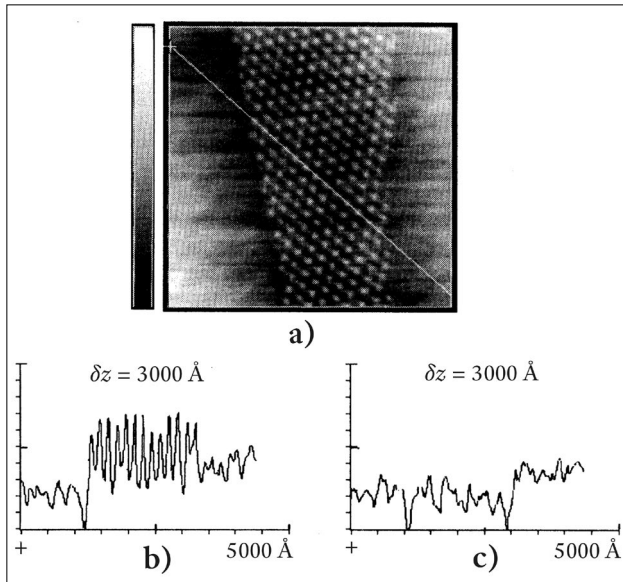 a)
δz = 3000 Å
δz = 3000 Å
+ 5000 Å
+ 5000 Å
b)
c)